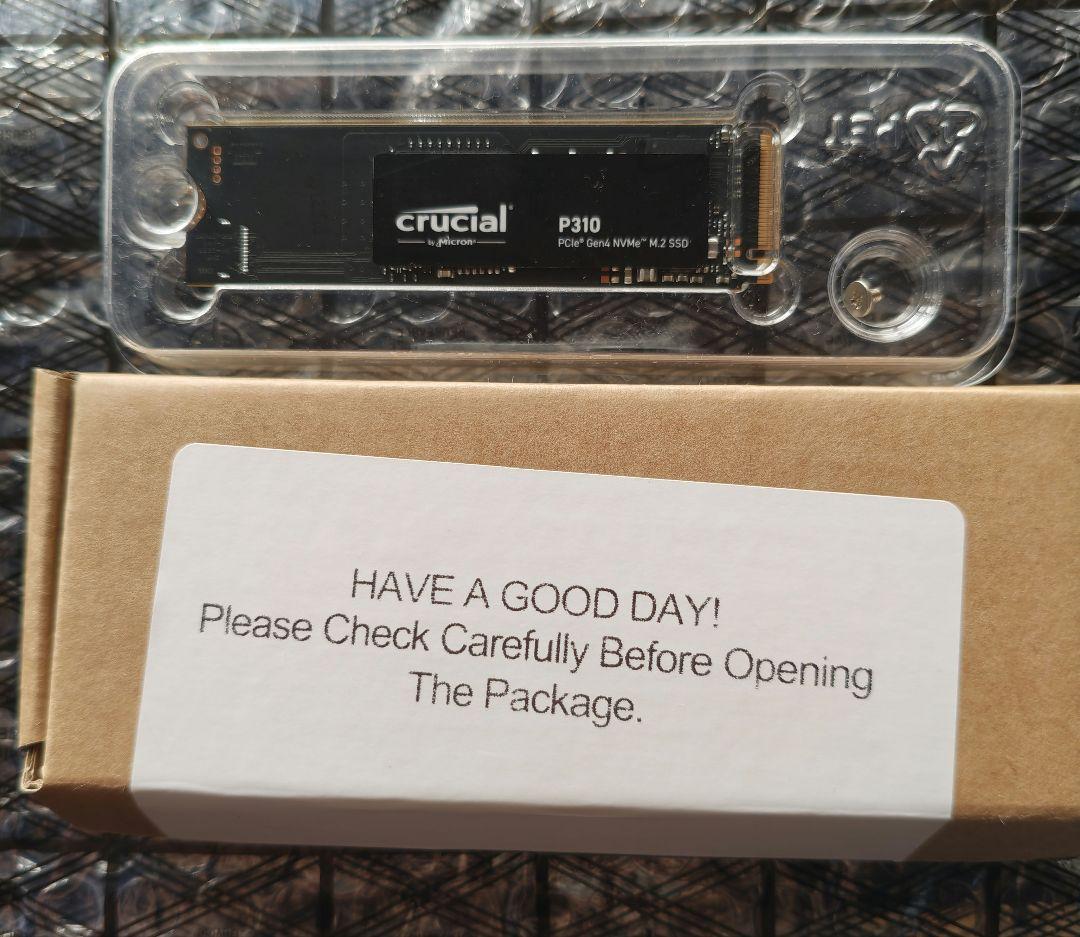 crucial®
by Micron®
P310
PCIe® Gen4 NVMe™ M.2 SSD
PET
HAVE A GOOD DAY!
Please Check Carefully Before Opening
The Package.